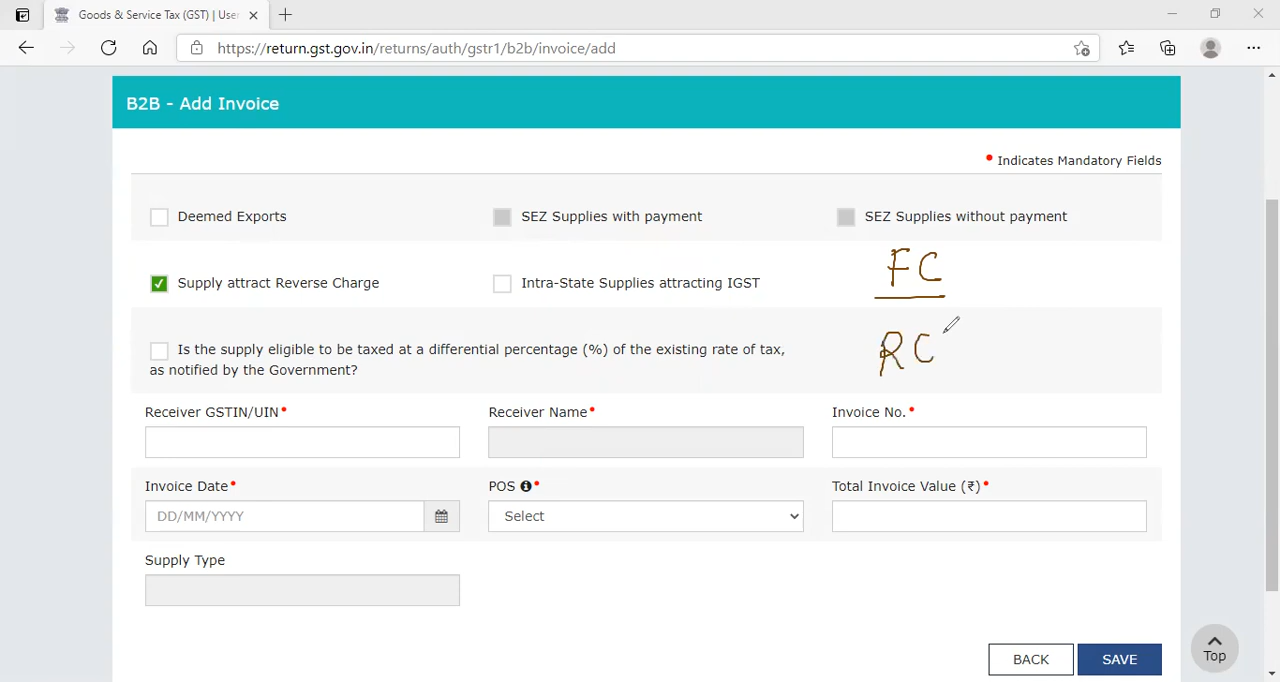 Goods & Service Tax (GST) | User
https://return.gst.gov.in/returns/auth/gstr1/b2b/invoice/add
B2B - Add Invoice
• Indicates Mandatory Fields
Deemed Exports
SEZ Supplies with payment
SEZ Supplies without payment
FC
Supply attract Reverse Charge
Intra-State Supplies attracting IGST
RC
Is the supply eligible to be taxed at a differential percentage (%) of the existing rate of tax,
as notified by the Government?
Receiver GSTIN/UIN•
Receiver Name•
Invoice No.•
Invoice Date•
POS •
Total Invoice Value (₹)•
DD/MM/YYYY
Select
Supply Type
BACK
SAVE
Top